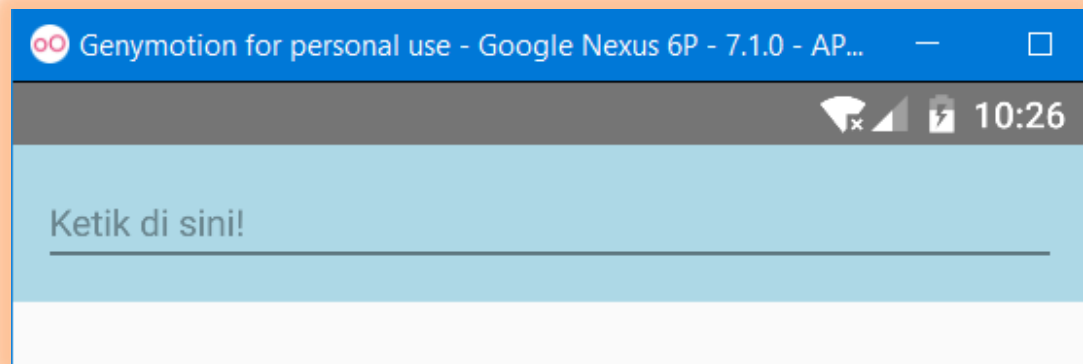 Genymotion for personal use - Google Nexus 6P - 7.1.0 - AP...
10:26
Ketik di sini!